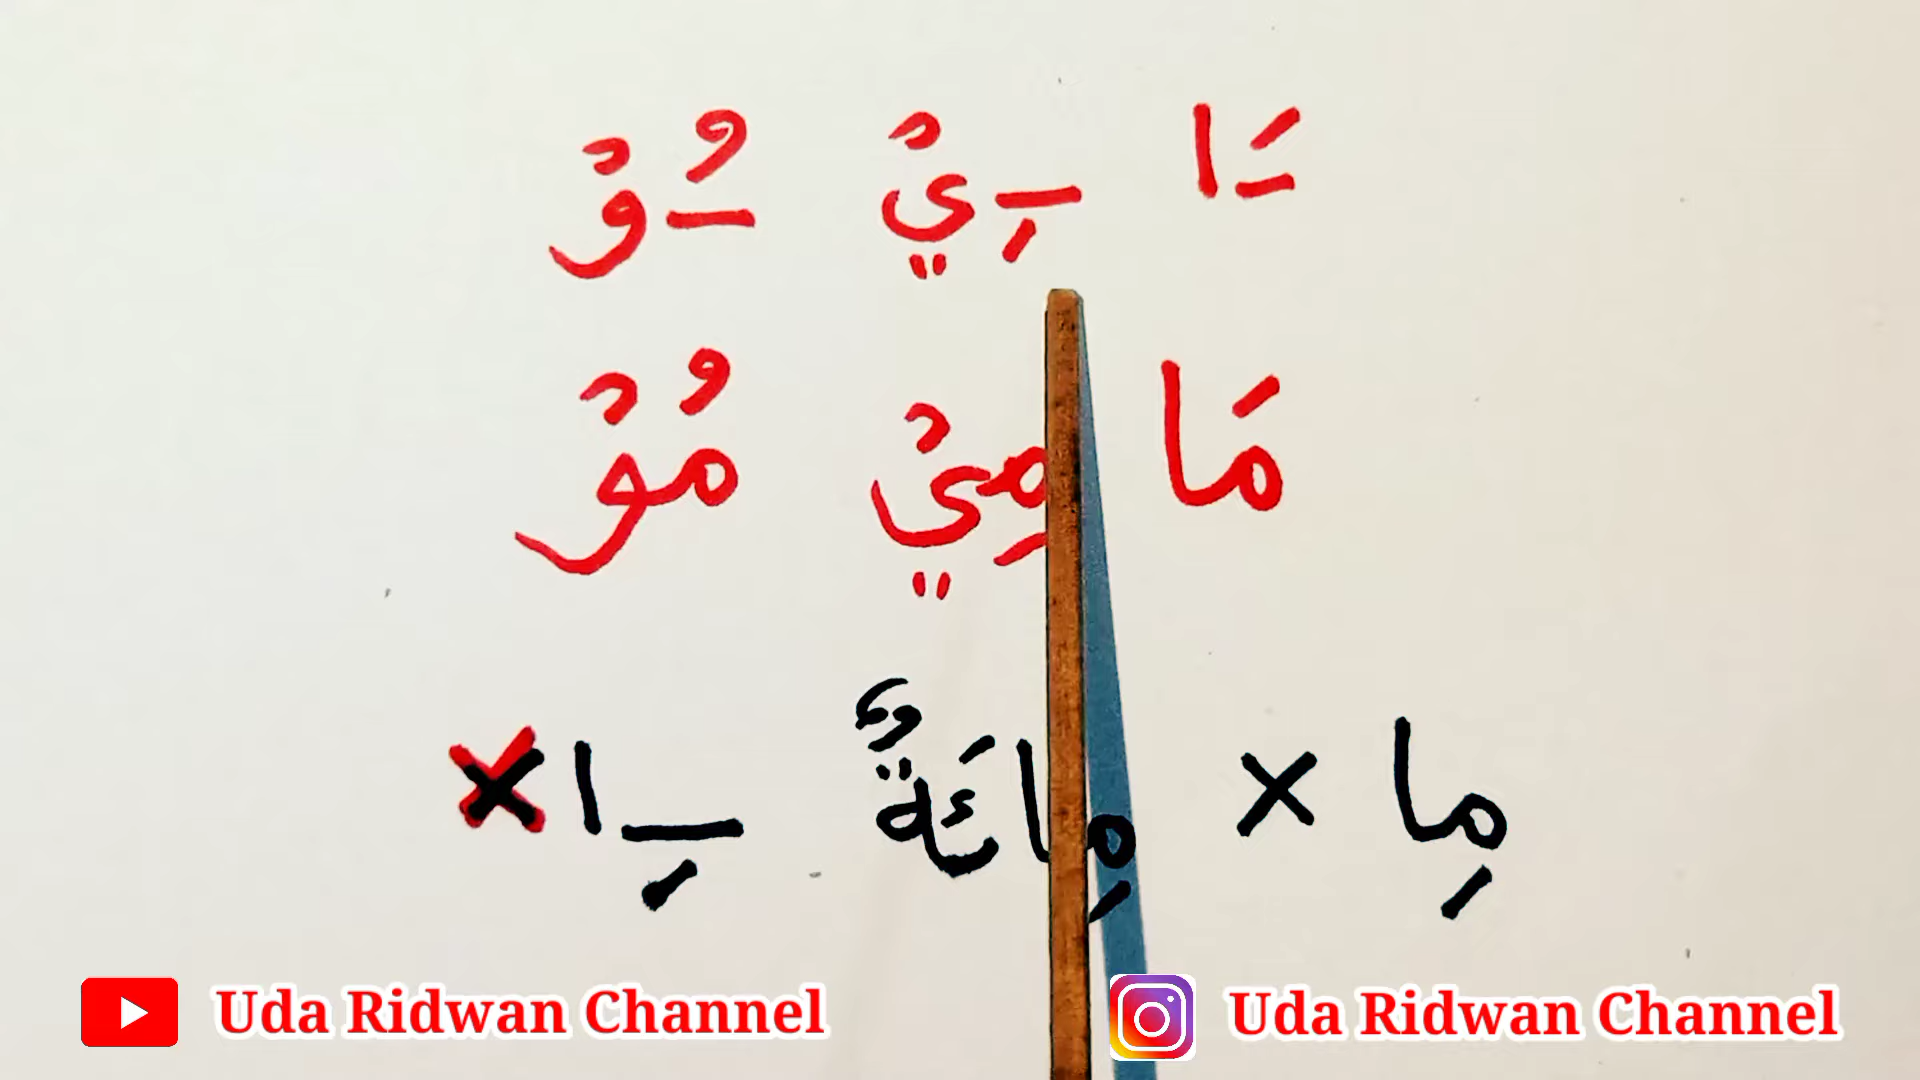 ـَا ـِيْ ـُوْ
مَا مِيْ مُوْ
مِا × مِائَةٌ ـِا ×
Uda Ridwan Channel Uda Ridwan Channel